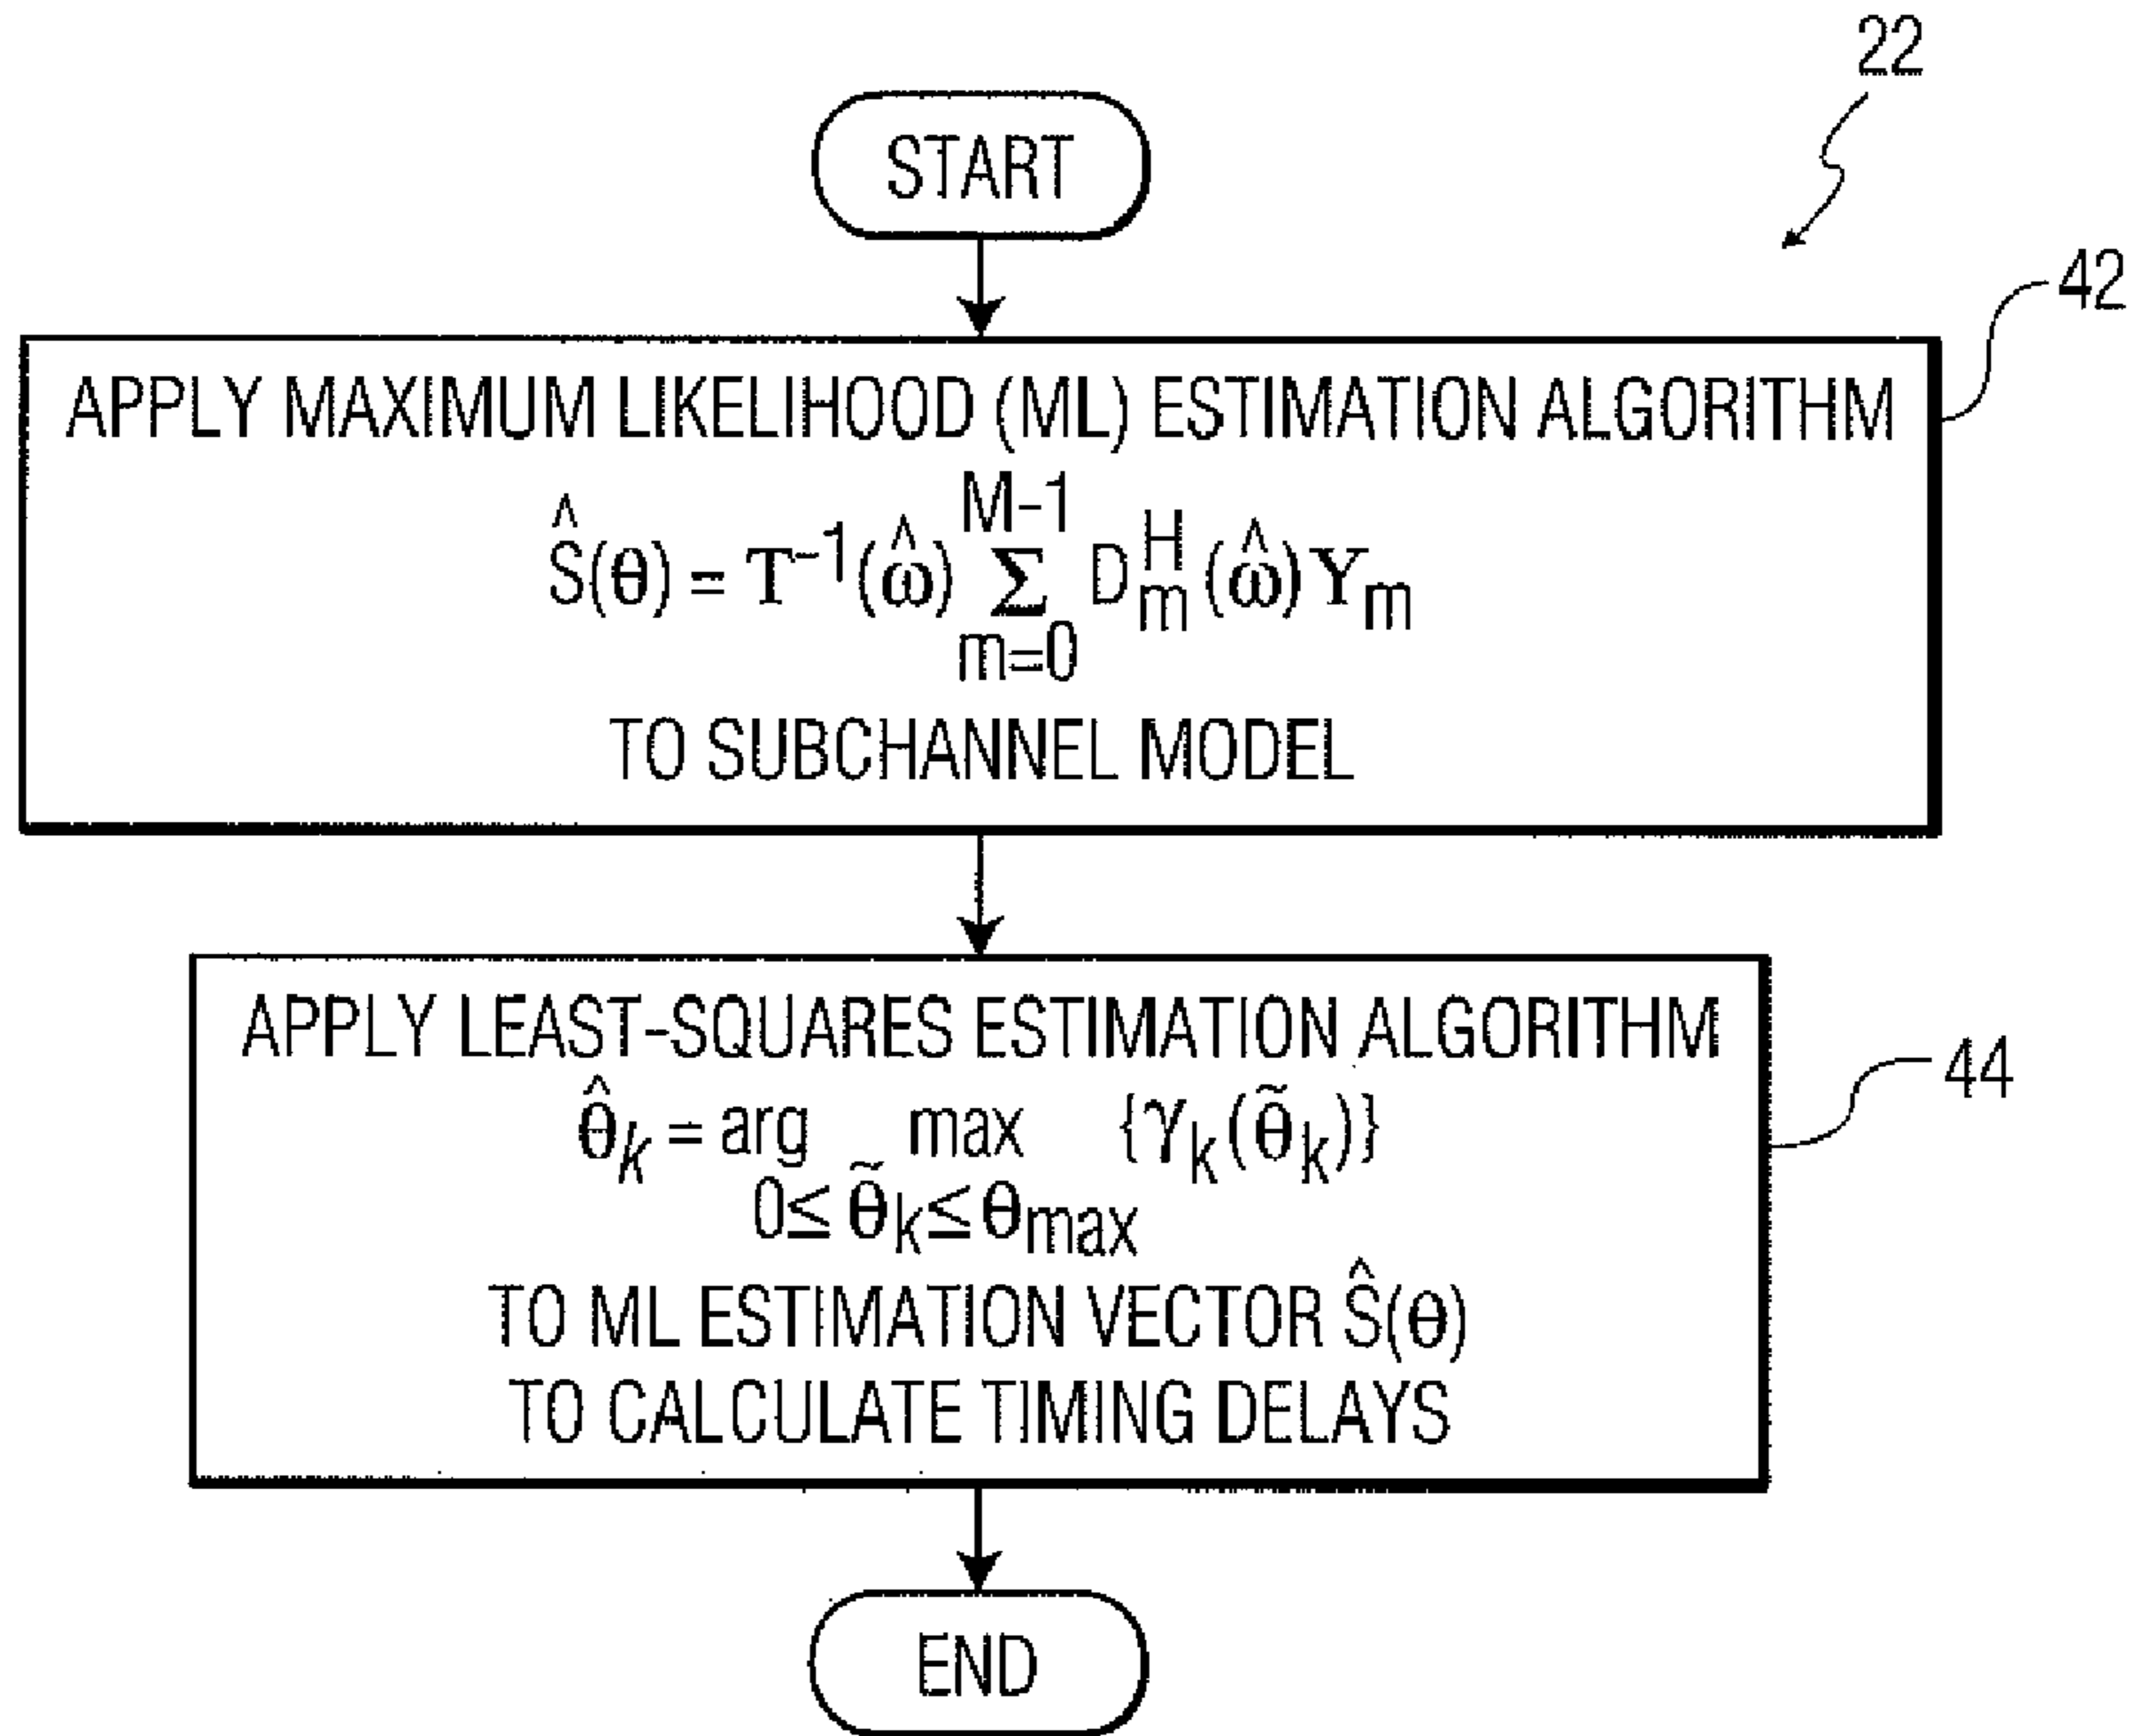 22
START
42
APPLY MAXIMUM LIKELIHOOD (ML) ESTIMATION ALGORITHM
Ŝ(θ) = T⁻¹(ω̂) Σ_{m=0}^{M-1} D_m^H (ω̂) Y_m
TO SUBCHANNEL MODEL
APPLY LEAST-SQUARES ESTIMATION ALGORITHM
44
θ̂_k = arg max {γ_k(θ̃_k)}
0≤ θ̃_k ≤ θ_max
TO ML ESTIMATION VECTOR Ŝ(θ)
TO CALCULATE TIMING DELAYS
END